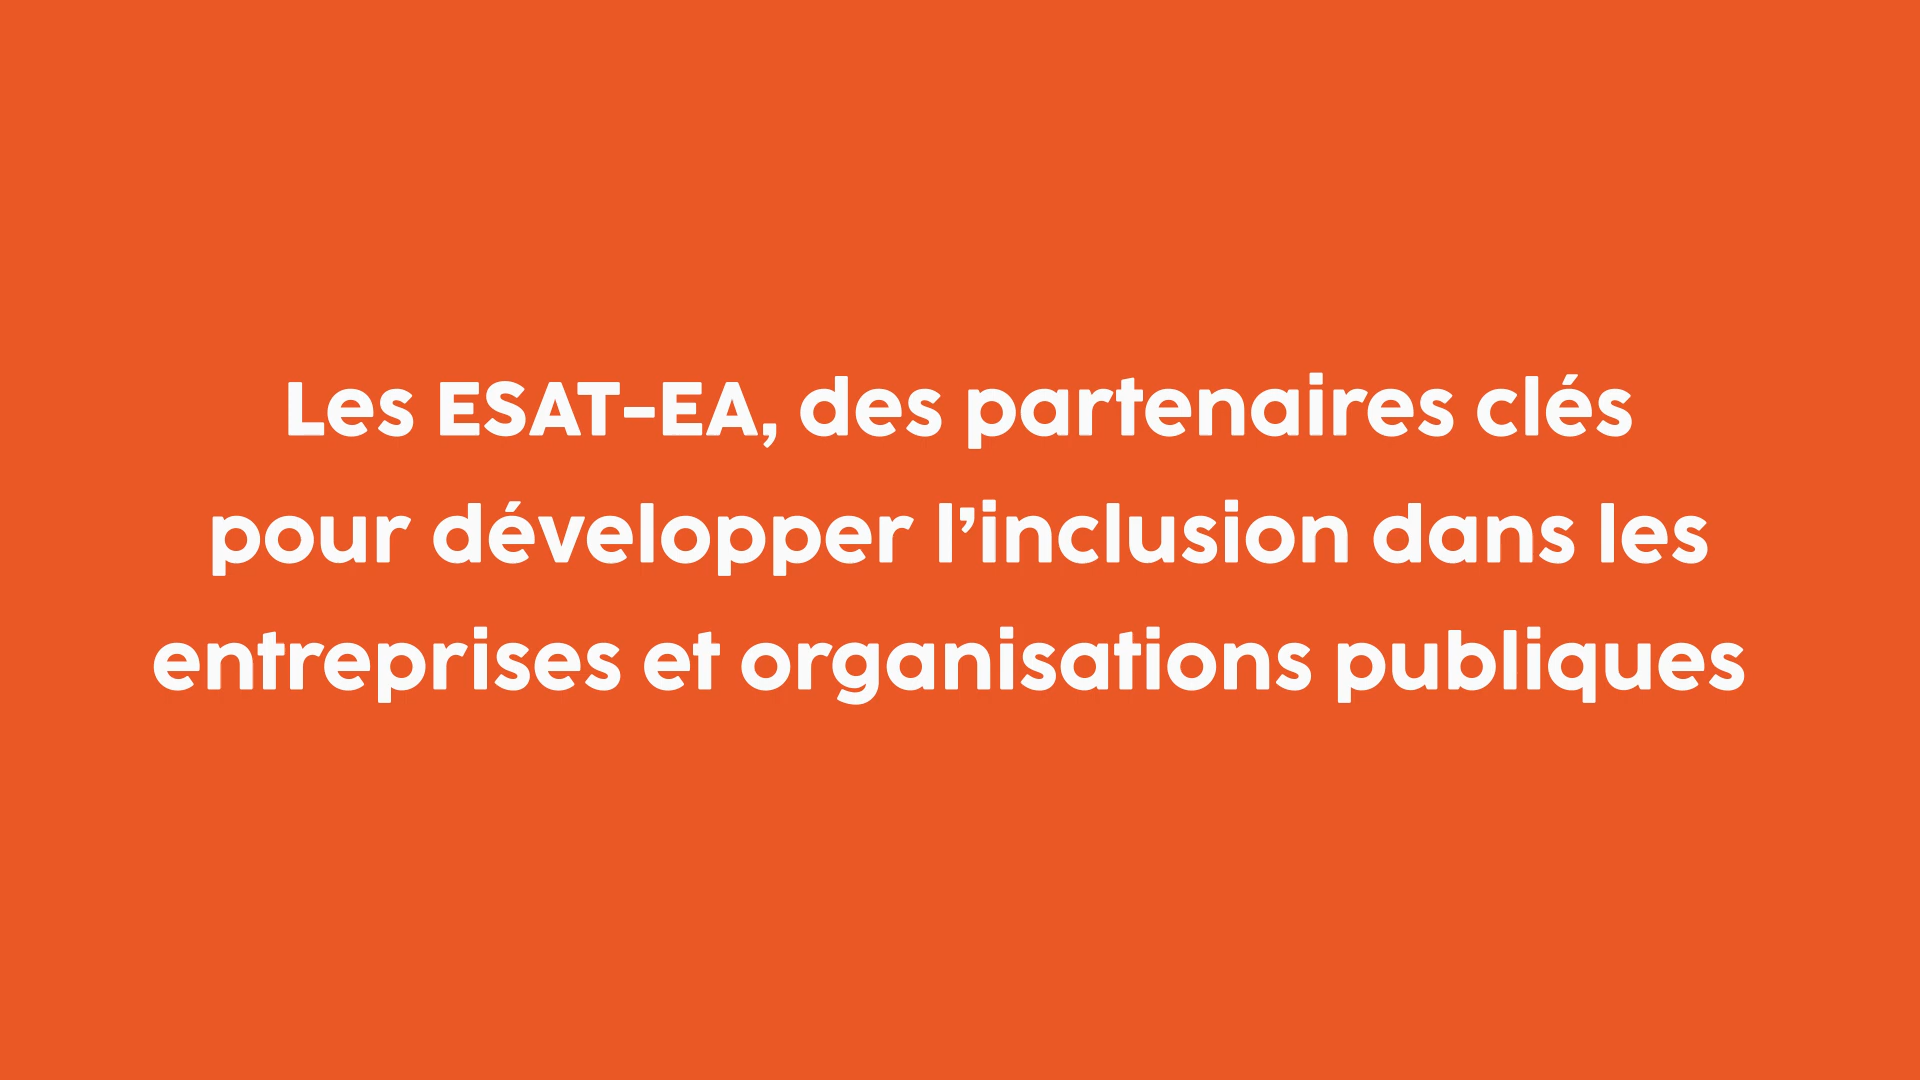 Les ESAT-EA, des partenaires clés
pour développer l’inclusion dans les
entreprises et organisations publiques